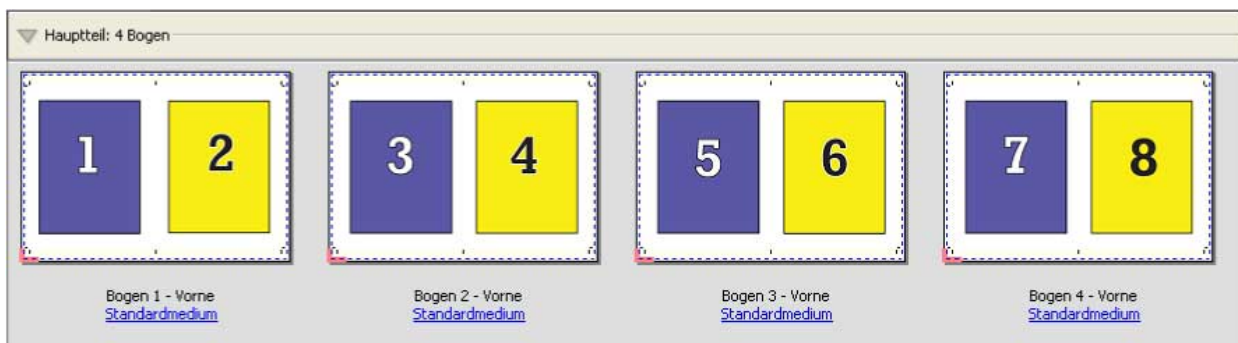 Hauptteil: 4 Bogen
1 2 3 4 5 6 7 8
Bogen 1 - Vorne Bogen 2 - Vorne Bogen 3 - Vorne Bogen 4 - Vorne
Standardmedium Standardmedium Standardmedium Standardmedium